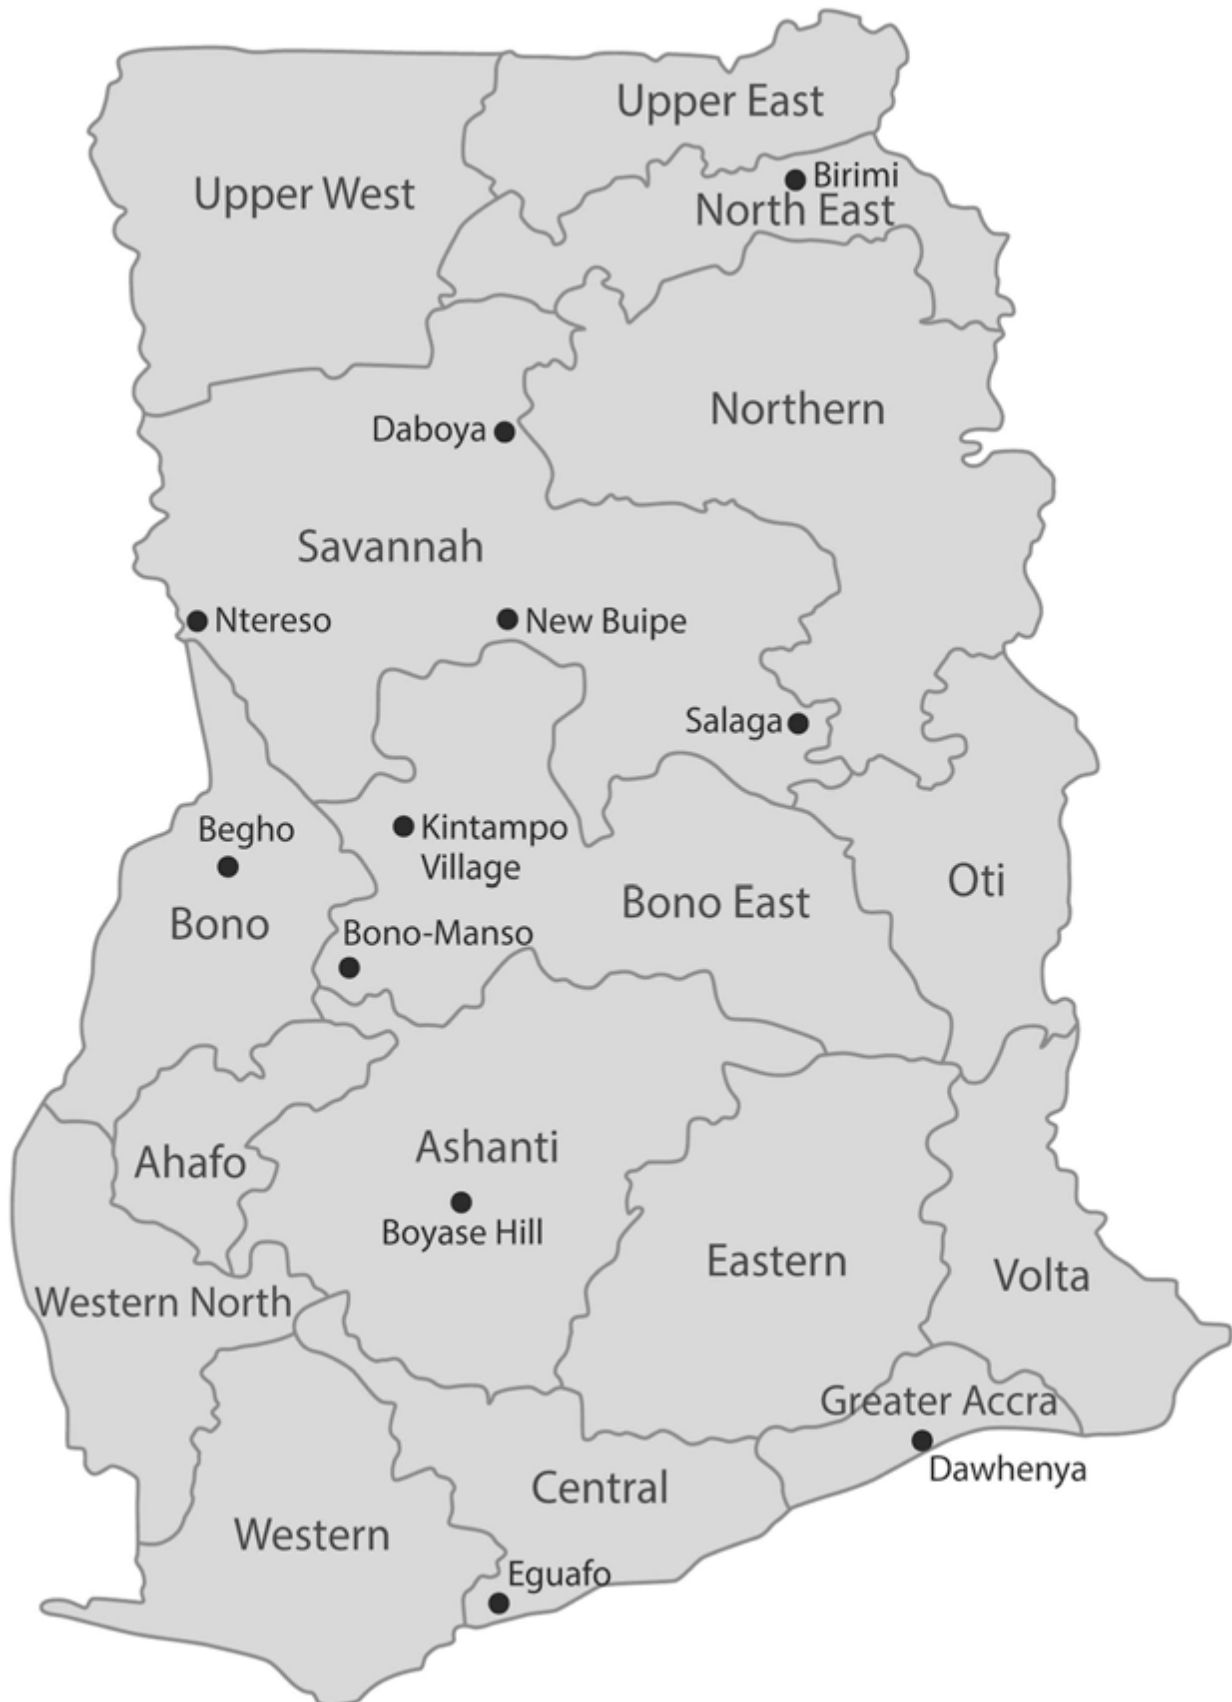 Upper East
Birimi
Upper West
North East
Northern
Daboya
Savannah
Ntereso
New Buipe
Salaga
Begho
Kintampo
Village
Oti
Bono East
Bono
Bono-Manso
Ashanti
Ahafo
Boyase Hill
Eastern
Volta
Western North
Greater Accra
Dawhenya
Central
Western
Eguafo